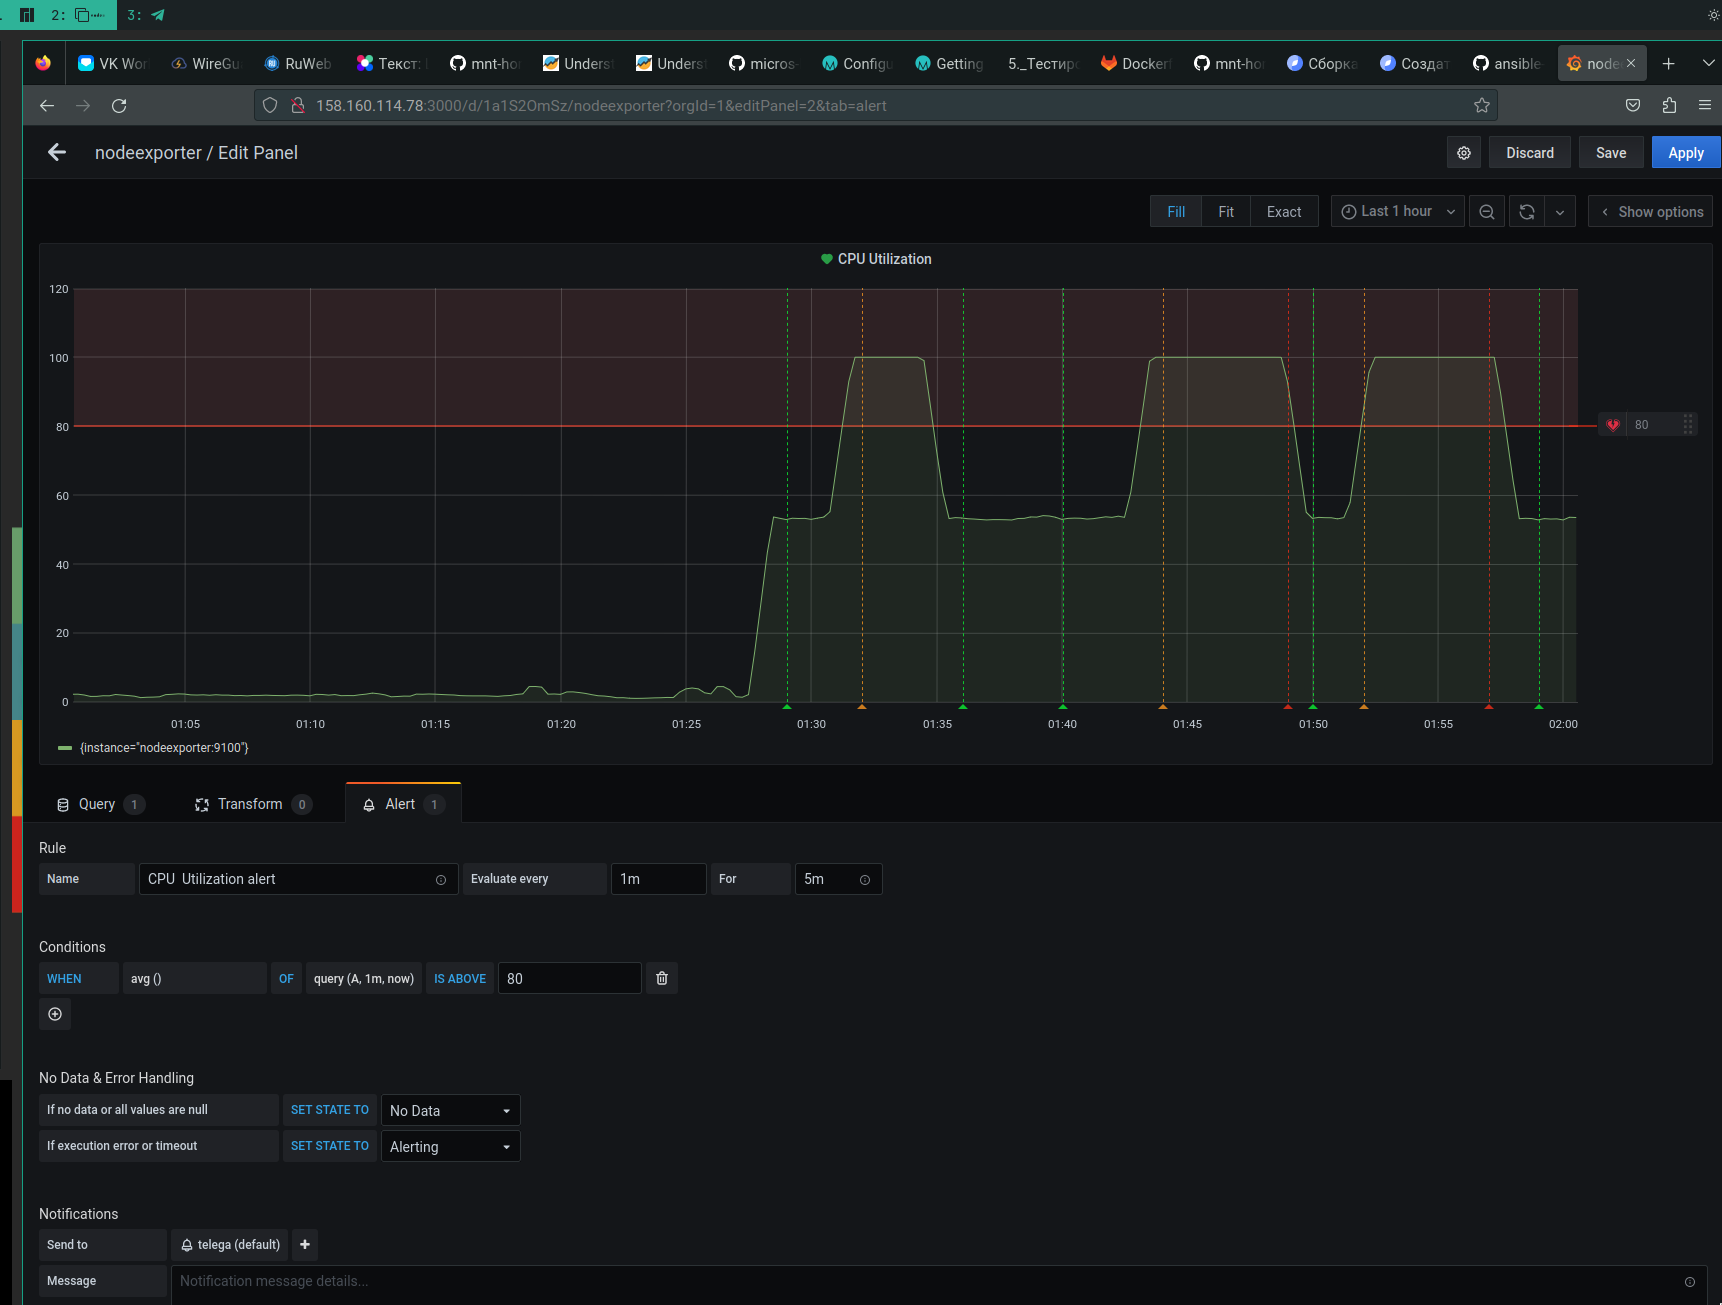 2:
3:
VK Wor
WireGu
RuWeb
Текст:
mnt-ho
Underst
Underst
micros-
Configu
Getting
5._Тестиро
Dockerf
mnt-ho
Сборка
Создат
ansible-
node
158.160.114.78:3000/d/1a1S2OmSz/nodeexporter?orgId=1&editPanel=2&tab=alert
nodeexporter / Edit Panel
Discard
Save
Apply
Fill
Fit
Exact
Last 1 hour
Show options
CPU Utilization
120
100
80
80
60
40
20
0
01:05
01:10
01:15
01:20
01:25
01:30
01:35
01:40
01:45
01:50
01:55
02:00
{instance="nodeexporter:9100"}
Query 1
Transform 0
Alert 1
Rule
Name
CPU  Utilization alert
Evaluate every
1m
For
5m
Conditions
WHEN
avg ()
OF
query (A, 1m, now)
IS ABOVE
80
No Data & Error Handling
If no data or all values are null
SET STATE TO
No Data
If execution error or timeout
SET STATE TO
Alerting
Notifications
Send to
telega (default)
Message
Notification message details...